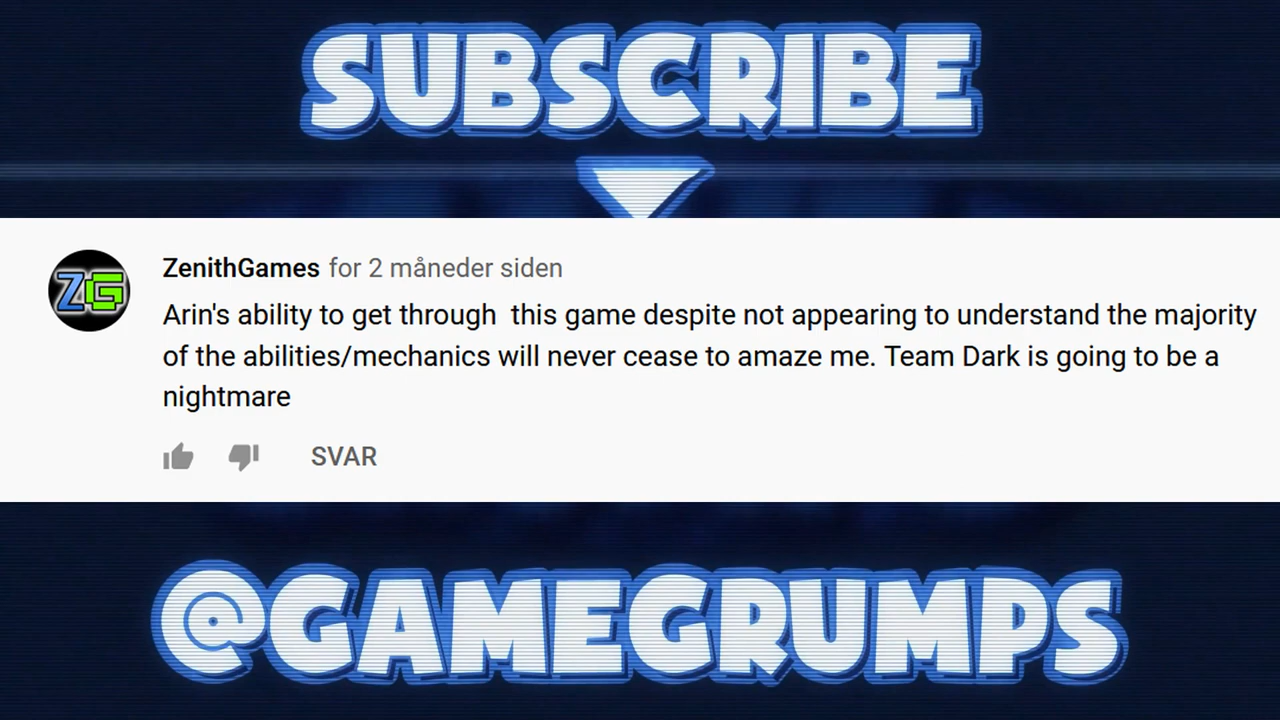 SUBSCRIBE
ZG
ZenithGames for 2 måneder siden
Arin's ability to get through  this game despite not appearing to understand the majority
of the abilities/mechanics will never cease to amaze me. Team Dark is going to be a
nightmare
SVAR
@GAMEGRUMPS